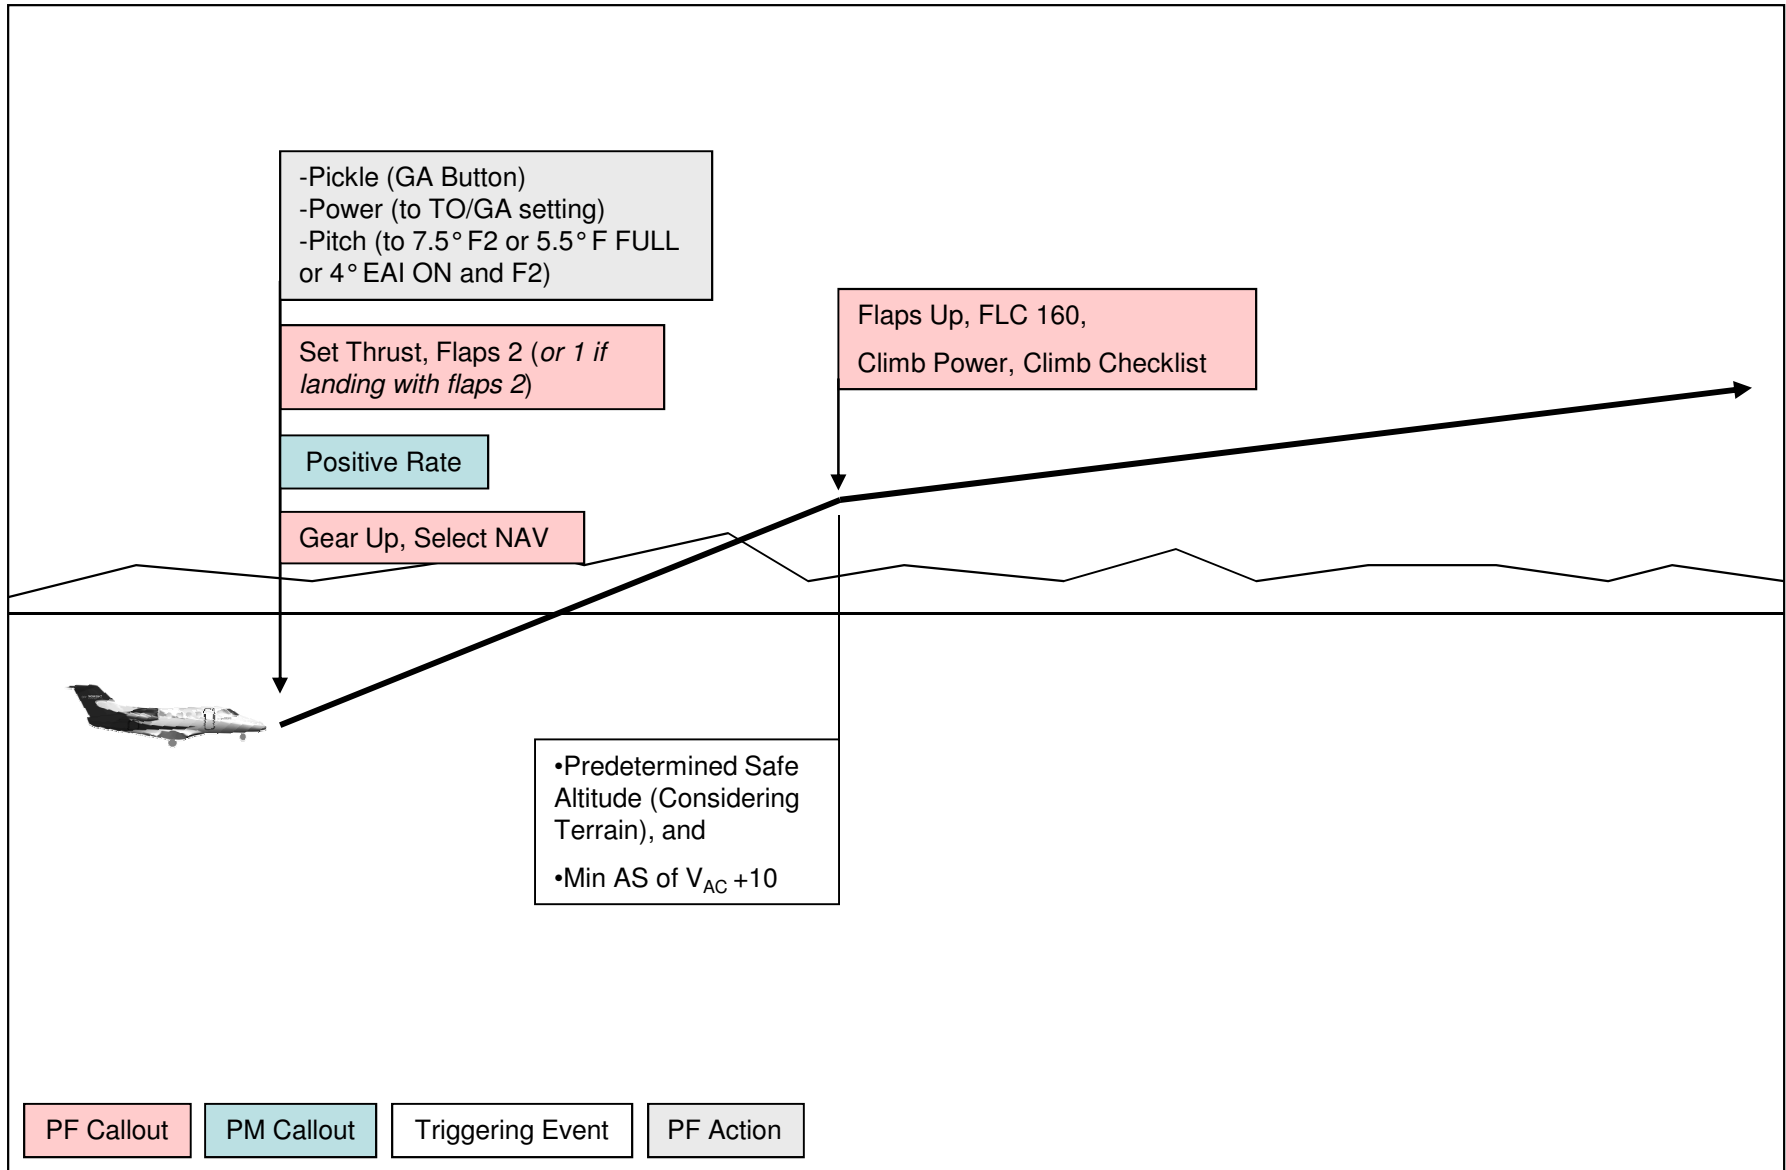 -Pickle (GA Button)
-Power (to TO/GA setting)
-Pitch (to 7.5° F2 or 5.5° F FULL
or 4° EAI ON and F2)
Set Thrust, Flaps 2 (or 1 if
landing with flaps 2)
Positive Rate
Gear Up, Select NAV
Flaps Up, FLC 160,
Climb Power, Climb Checklist
•Predetermined Safe
Altitude (Considering
Terrain), and
•Min AS of VAC +10
PF Callout
PM Callout
Triggering Event
PF Action